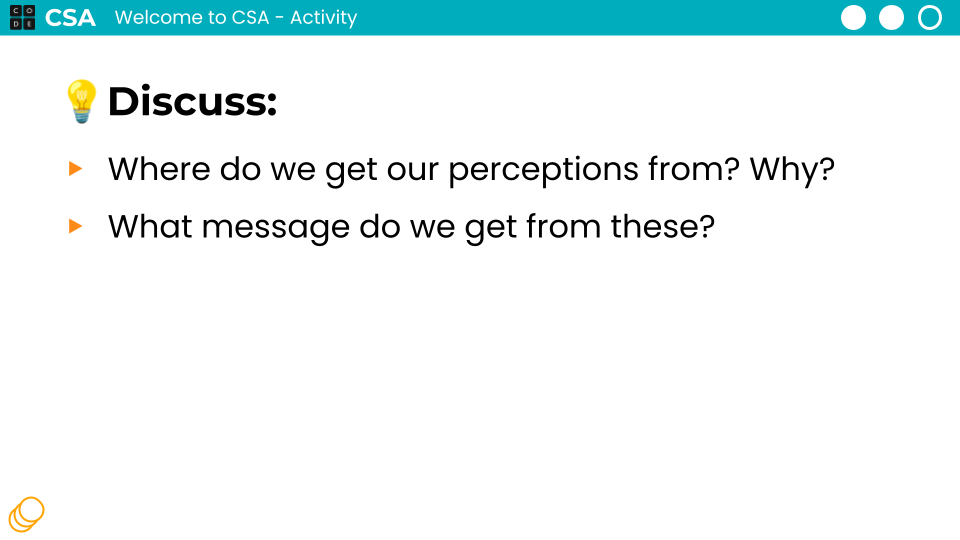 CODE CSA Welcome to CSA - Activity
💡Discuss:
▶ Where do we get our perceptions from? Why?
▶ What message do we get from these?